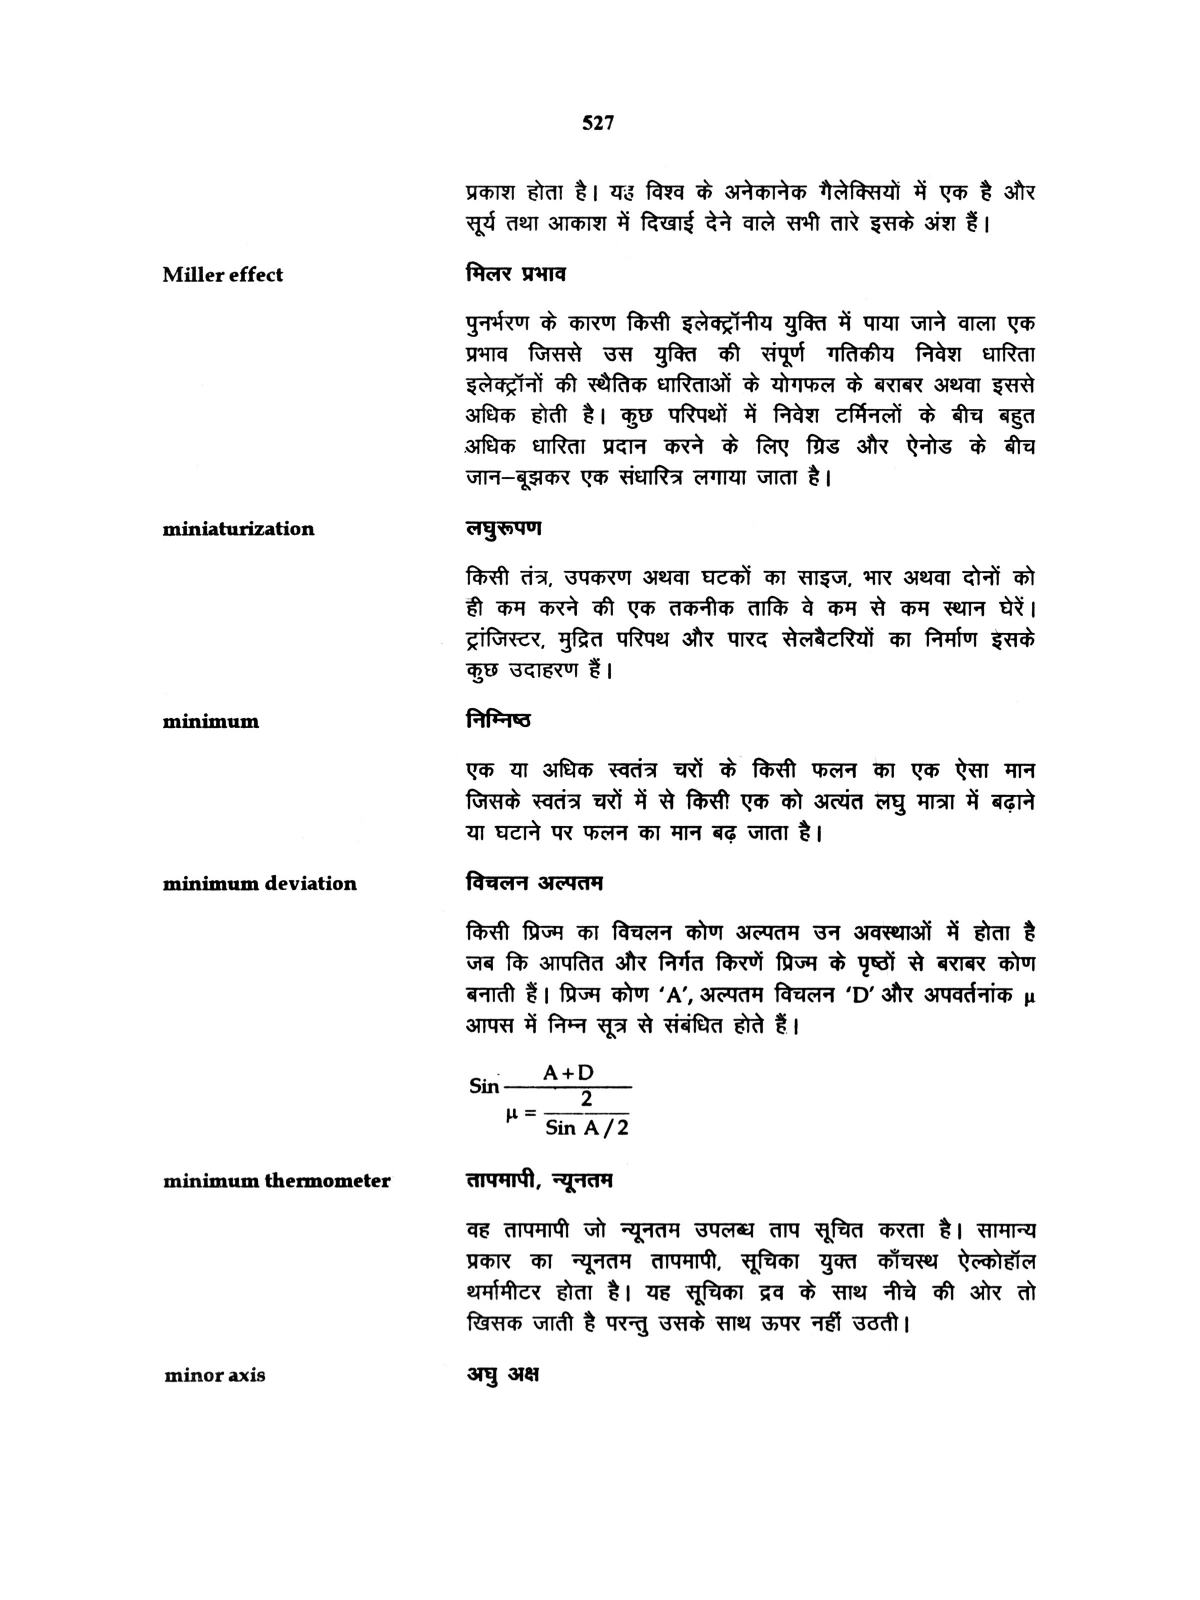 527
प्रकाश होता है। यह विश्व के अनेकानेक गैलेक्सियों में एक है और
सूर्य तथा आकाश में दिखाई देने वाले सभी तारे इसके अंश हैं।
Miller effect मिलर प्रभाव
पुनर्भरण के कारण किसी इलेक्ट्रॉनीय युक्ति में पाया जाने वाला एक
प्रभाव जिससे उस युक्ति की संपूर्ण गतिकीय निवेश धारिता
इलेक्ट्रॉनों की स्थैतिक धारिताओं के योगफल के बराबर अथवा इससे
अधिक होती है। कुछ परिपथों में निवेश टर्मिनलों के बीच बहुत
अधिक धारिता प्रदान करने के लिए ग्रिड और ऐनोड के बीच
जान–बूझकर एक संधारित्र लगाया जाता है।
miniaturization लघुरूपण
किसी तंत्र, उपकरण अथवा घटकों का साइज, भार अथवा दोनों को
ही कम करने की एक तकनीक ताकि वे कम से कम स्थान घेरें।
ट्रांजिस्टर, मुद्रित परिपथ और पारद सेलबैटरियों का निर्माण इसके
कुछ उदाहरण हैं।
minimum निम्निष्ठ
एक या अधिक स्वतंत्र चरों के किसी फलन का एक ऐसा मान
जिसके स्वतंत्र चरों में से किसी एक को अत्यंत लघु मात्रा में बढ़ाने
या घटाने पर फलन का मान बढ़ जाता है।
minimum deviation विचलन अल्पतम
किसी प्रिज्म का विचलन कोण अल्पतम उन अवस्थाओं में होता है
जब कि आपतित और निर्गत किरणें प्रिज्म के पृष्ठों से बराबर कोण
बनाती हैं। प्रिज्म कोण ‘A’, अल्पतम विचलन ‘D’ और अपवर्तनांक μ
आपस में निम्न सूत्र से संबंधित होते हैं।
A+D
Sin
2
μ =
Sin A/2
minimum thermometer तापमापी, न्यूनतम
वह तापमापी जो न्यूनतम उपलब्ध ताप सूचित करता है। सामान्य
प्रकार का न्यूनतम तापमापी, सूचिका युक्त काँचस्थ ऐल्कोहॉल
थर्मामीटर होता है। यह सूचिका द्रव के साथ नीचे की ओर तो
खिसक जाती है परन्तु उसके साथ ऊपर नहीं उठती।
minor axis अघु अक्ष